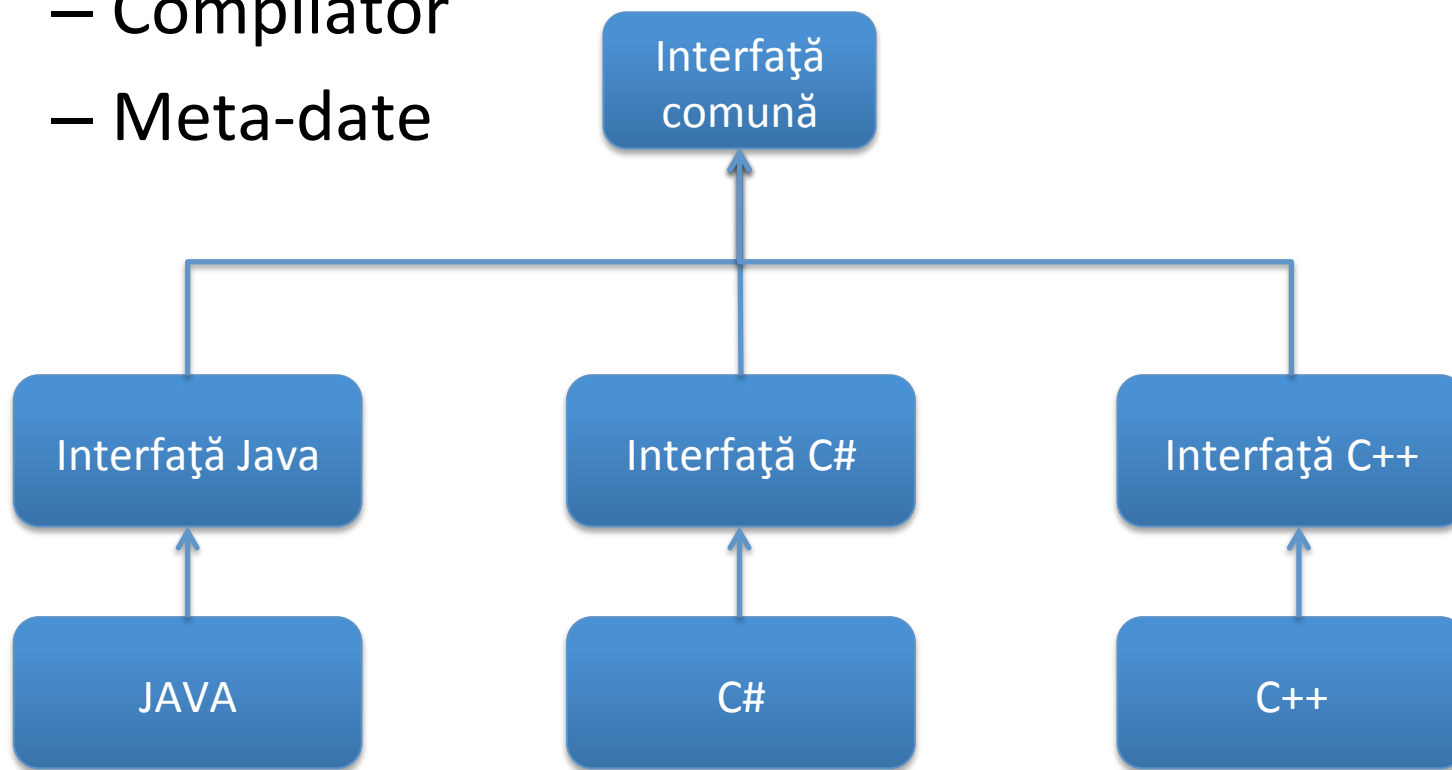 – Compilator
– Meta-date
Interfaţă
comună
Interfaţă Java
Interfaţă C#
Interfaţă C++
JAVA
C#
C++